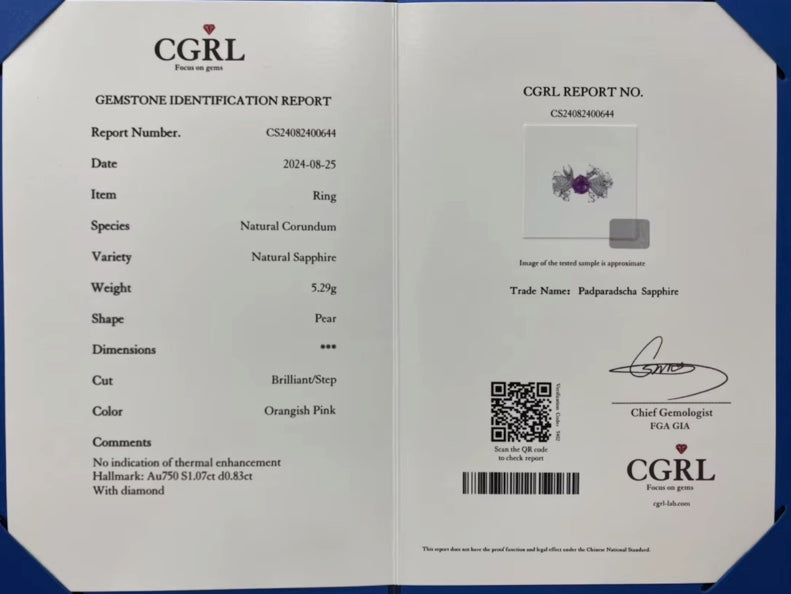 CGRL
Focus on gems
GEMSTONE IDENTIFICATION REPORT
Report Number. CS24082400644
Date 2024-08-25
Item Ring
Species Natural Corundum
Variety Natural Sapphire
Weight 5.29g
Shape Pear
Dimensions ***
Cut Brilliant/Step
Color Orangish Pink
Comments
No indication of thermal enhancement
Hallmark: Au750 S1.07ct d0.83ct
With diamond
CGRL REPORT NO.
CS24082400644
Image of the tested sample is approximate
Trade Name: Padparadscha Sapphire
Verification Code:
Scan the QR code
to check report
Chief Gemologist
FGA GIA
CGRL
Focus on gems
cgrl-lab.com
This report does not have the proof function and legal effect under the Chinese National Standard.